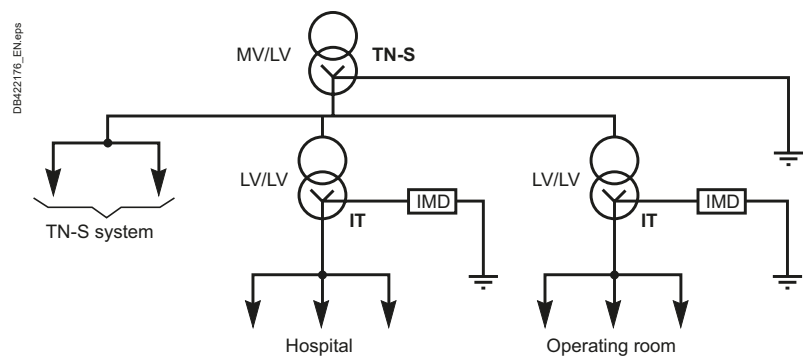 DB422176_EN.eps
MV/LV TN-S
LV/LV
IMD
IT
LV/LV
IMD
IT
TN-S system
Hospital
Operating room